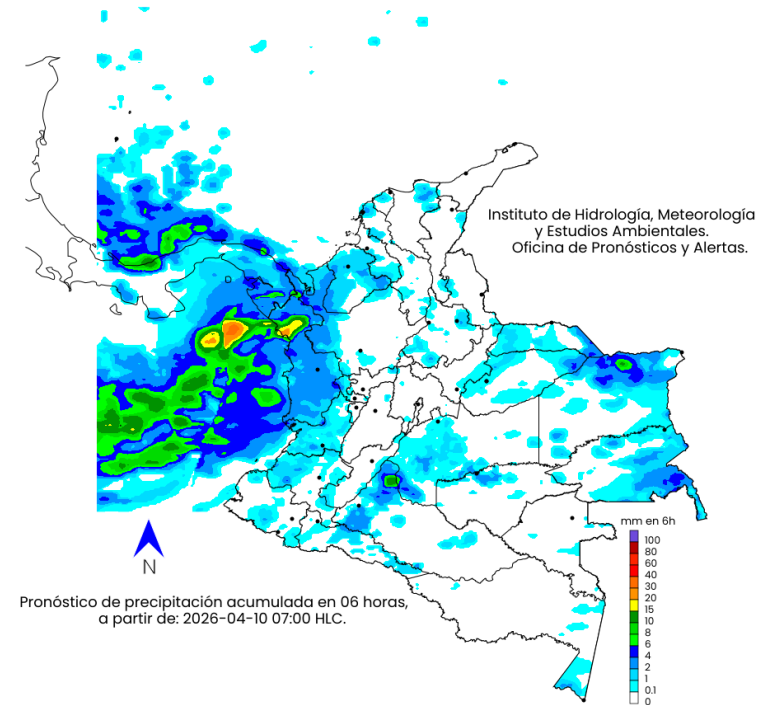 Instituto de Hidrología, Meteorología
y Estudios Ambientales.
Oficina de Pronósticos y Alertas.
mm en 6h
100
80
60
40
30
20
15
10
8
6
4
2
1
0.1
0
N
Pronóstico de precipitación acumulada en 06 horas,
a partir de: 2026-04-10 07:00 HLC.